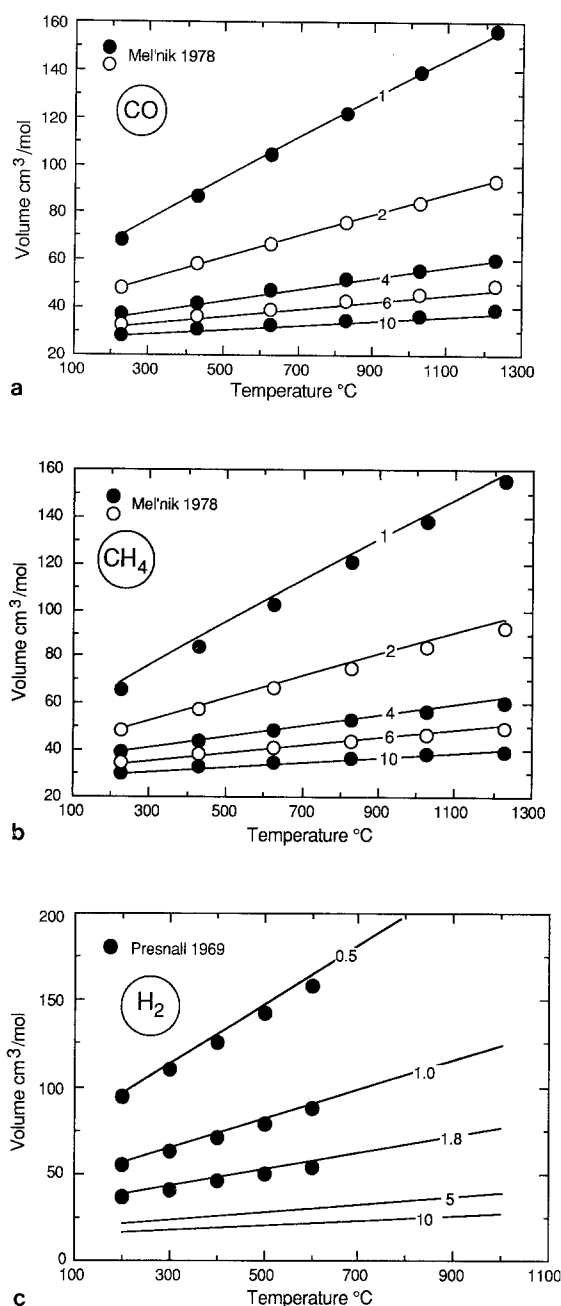 160
140
120
100
80
60
40
20
Volume cm³/mol
Mel'nik 1978
CO
1
2
4
6
10
100 300 500 700 900 1100 1300
Temperature °C
a
160
140
120
100
80
60
40
20
Volume cm³/mol
Mel'nik 1978
CH₄
1
2
4
6
10
100 300 500 700 900 1100 1300
Temperature °C
b
200
150
100
50
0
Volume cm³/mol
Presnall 1969
H₂
0.5
1.0
1.8
5
10
100 300 500 700 900 1100
Temperature °C
c